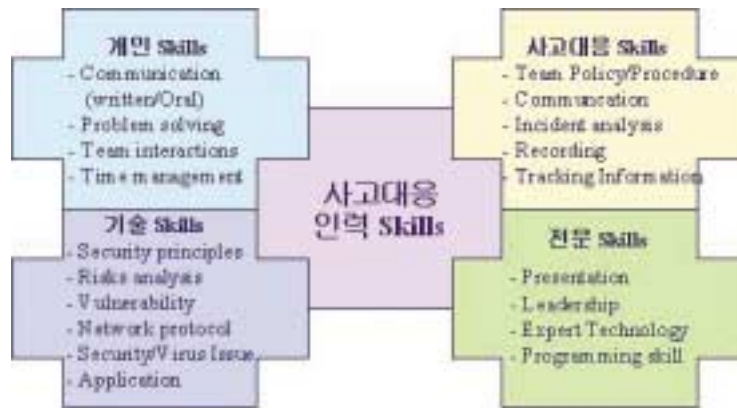 개인 Skills
- Communication
(written/Oral)
- Problem solving
- Team interactions
- Time management
사고대응 Skills
- Team Policy/Procedure
- Communcation
- Incident analysis
- Recording
- Tracking Information
사고대응
인력 Skills
기술 Skills
- Security principles
- Risks analysis
- Vulnerability
- Network protocol
- Security/Virus Issue
- Application
전문 Skills
- Presentation
- Leadership
- Expert Technology
- Programming skill